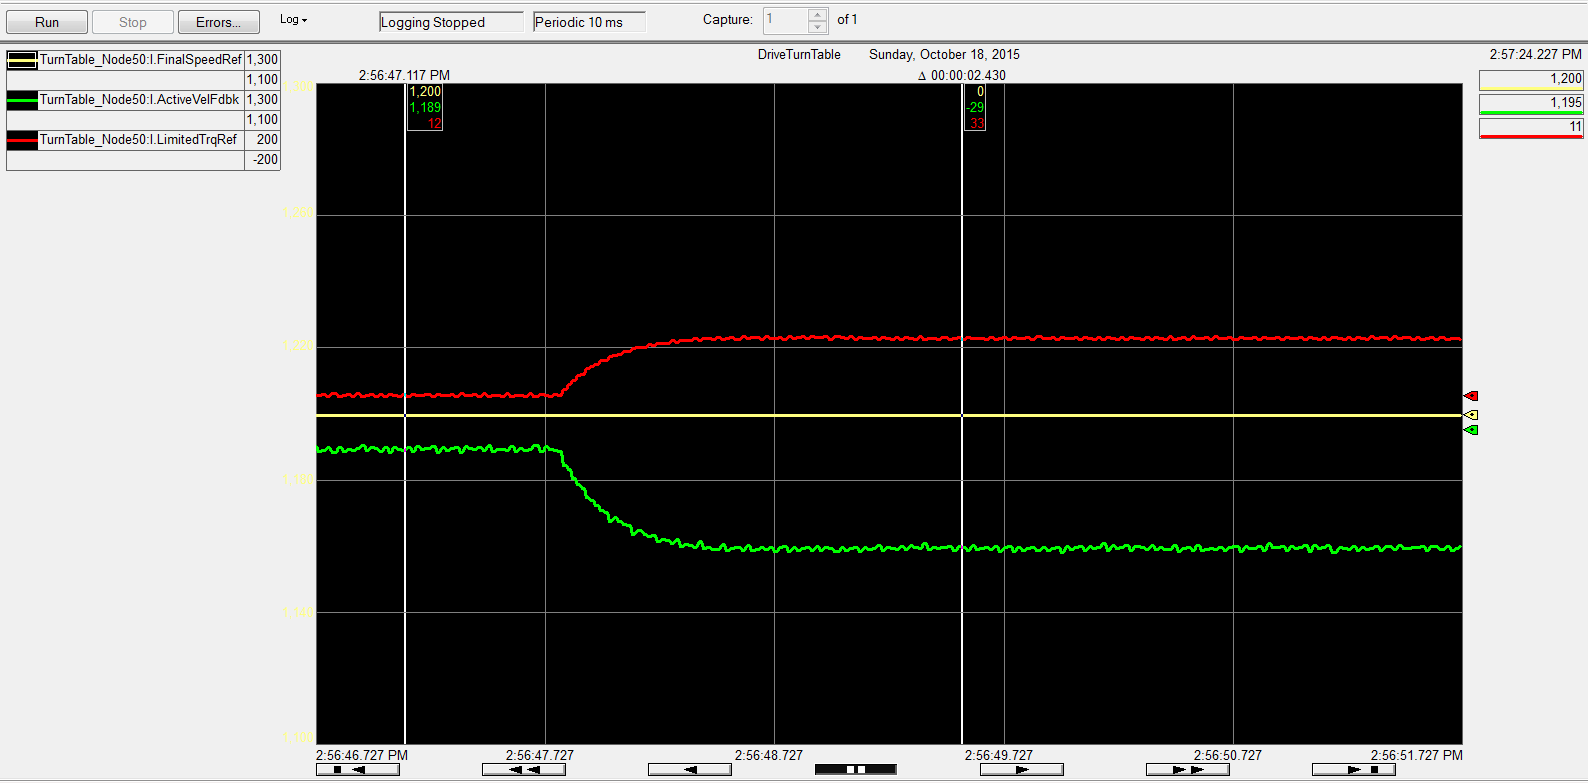 Run Stop Errors... Log Logging Stopped Periodic 10 ms Capture: 1 of 1
TurnTable_Node50:I.FinalSpeedRef 1,300
1,100
TurnTable_Node50:I.ActiveVelFdbk 1,300
1,100
TurnTable_Node50:I.LimitedTrqRef 200
-200
DriveTurnTable Sunday, October 18, 2015 2:57:24.227 PM
2:56:47.117 PM Δ 00:00:02.430
1,200 0 1,200
1,189 -29 1,195
12 33 11
2:56:46.727 PM 2:56:47.727 2:56:48.727 2:56:49.727 2:56:50.727 2:56:51.727 PM